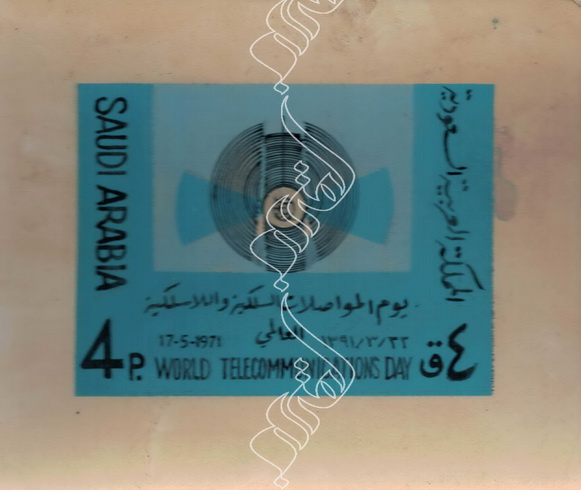 SAUDI ARABIA
المملكة العربية السعودية
يوم المواصلات السلكية واللاسلكية
العالمي
17-5-1971
١٣٩١/٣/٢٢
4 P.
WORLD TELECOMMUNICATIONS DAY
٤ ق